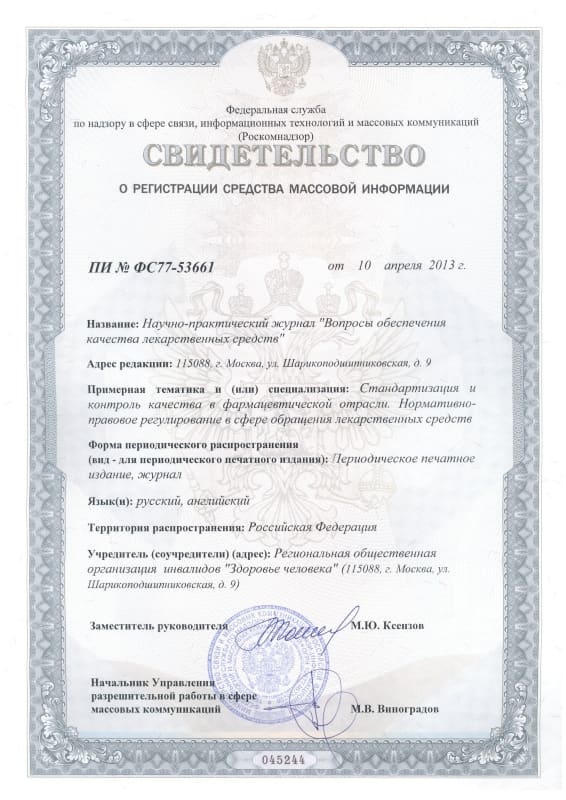 Федеральная служба
по надзору в сфере связи, информационных технологий и массовых коммуникаций
(Роскомнадзор)
СВИДЕТЕЛЬСТВО
О РЕГИСТРАЦИИ СРЕДСТВА МАССОВОЙ ИНФОРМАЦИИ
ПИ № ФС77-53661 от 10 апреля 2013 г.
Название: Научно-практический журнал "Вопросы обеспечения
качества лекарственных средств"
Адрес редакции: 115088, г. Москва, ул. Шарикоподшитниковская, д. 9
Примерная тематика и (или) специализация: Стандартизация и
контроль качества в фармацевтической отрасли. Нормативно-
правовое регулирование в сфере обращения лекарственных средств
Форма периодического распространения
(вид - для периодического печатного издания): Периодическое печатное
издание, журнал
Язык(и): русский, английский
Территория распространения: Российская Федерация
Учредитель (соучредители) (адрес): Региональная общественная
организация инвалидов "Здоровье человека" (115088, г. Москва, ул.
Шарикоподшитниковская, д. 9)
Заместитель руководителя М.Ю. Ксензов
Начальник Управления
разрешительной работы в сфере
массовых коммуникаций М.В. Виноградов
045244